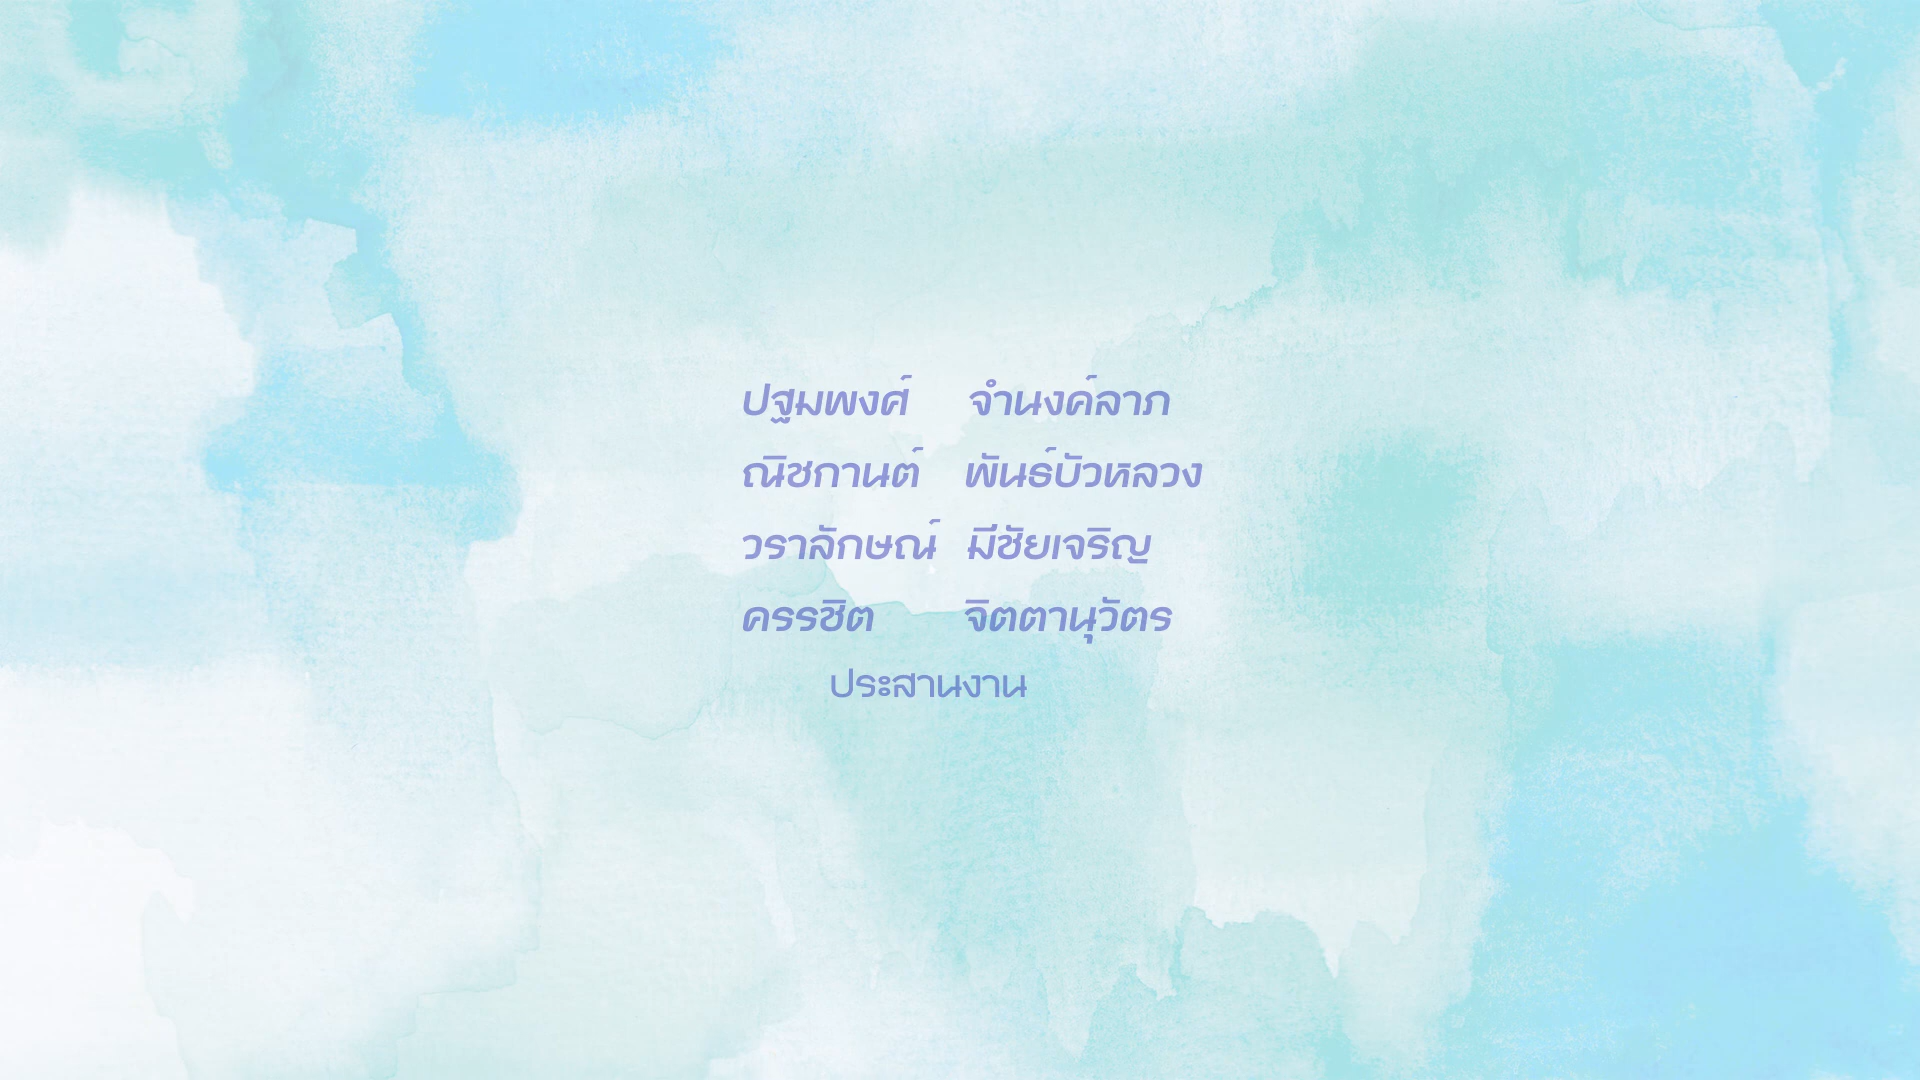 ปฐมพงศ์ จำนงค์ลาภ
ณิชกานต์ พันธ์บัวหลวง
วราลักษณ์ มีชัยเจริญ
ครรชิต จิตตานุวัตร
ประสานงาน